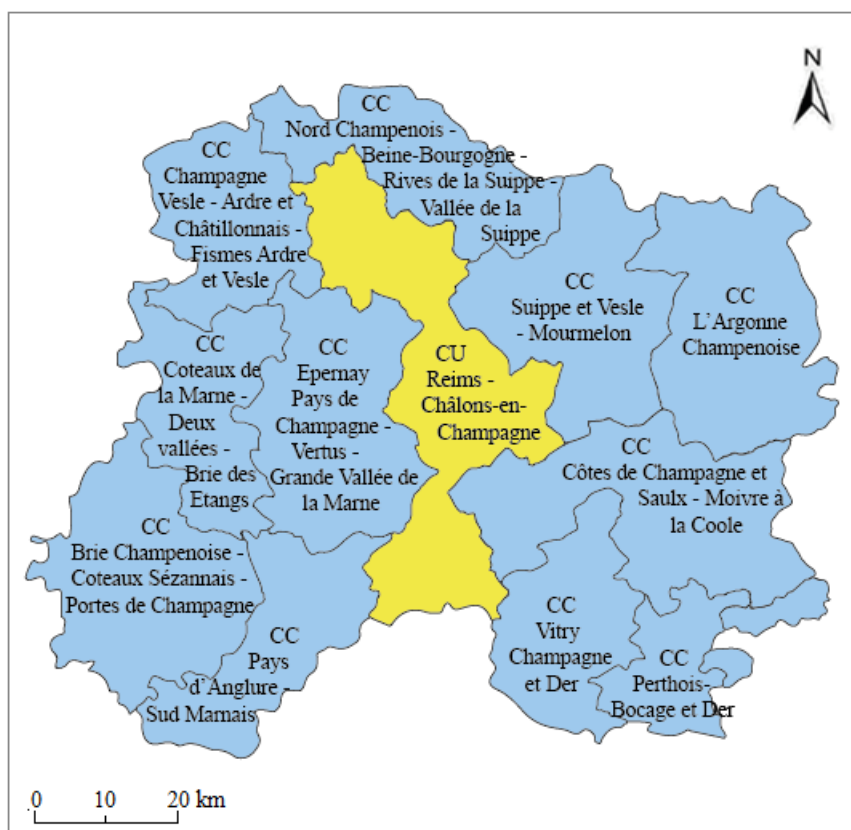 N
CC
Nord Champenois -
Beine-Bourgogne -
Rives de la Suippe -
Vallée de la
Suippe
CC
Champagne
Vesle - Ardre et
Châtillonnais -
Fismes Ardre
et Vesle
CC
Suippe et Vesle
- Mourmelon
CC
L'Argonne
Champenoise
CC
Coteaux de
la Marne -
Deux
vallées -
Brie des
Etangs
CC
Epernay
Pays de
Champagne -
Vertus -
Grande Vallée de
la Marne
CU
Reims -
Châlons-en-
Champagne
CC
Côtes de Champagne et
Saulx - Moivre à
la Coole
CC
Brie Champenoise -
Coteaux Sézannais -
Portes de Champagne
CC
Pays
d'Anglure -
Sud Marnais
CC
Vitry
Champagne
et Der
CC
Perthois-
Bocage et Der
0 10 20 km